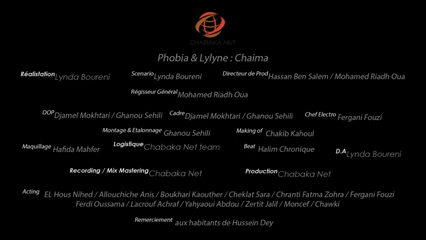 CHABAKA NET
Phobia & Lylyne : Chaima
Réalistation Lynda Boureni Scenario Lynda Boureni Directeur de Prod Hassan Ben Salem / Mohamed Riadh Oua
Régisseur Général Mohamed Riadh Oua
DOP Djamel Mokhtari / Ghanou Sehili Cadre Djamel Mokhtari / Ghanou Sehili Chef Electro Fergani Fouzi
Montage & Etalonnage Ghanou Sehili Making of Chakib Kahoul
Maquillage Hafida Mahfer Logistique Chabaka Net team Beat Halim Chronique D.A Lynda Boureni
Recording / Mix Mastering Chabaka Net Production Chabaka Net
Acting EL Hous Nihed / Allouchiche Anis / Boukhari Kaouther / Cheklat Sara / Chranti Fatma Zohra / Fergani Fouzi
Ferdi Oussama / Lacrouf Achraf / Yahyaoui Abdou / Zertit Jalil / Moncef / Chawki
Remerciement aux habitants de Hussein Dey